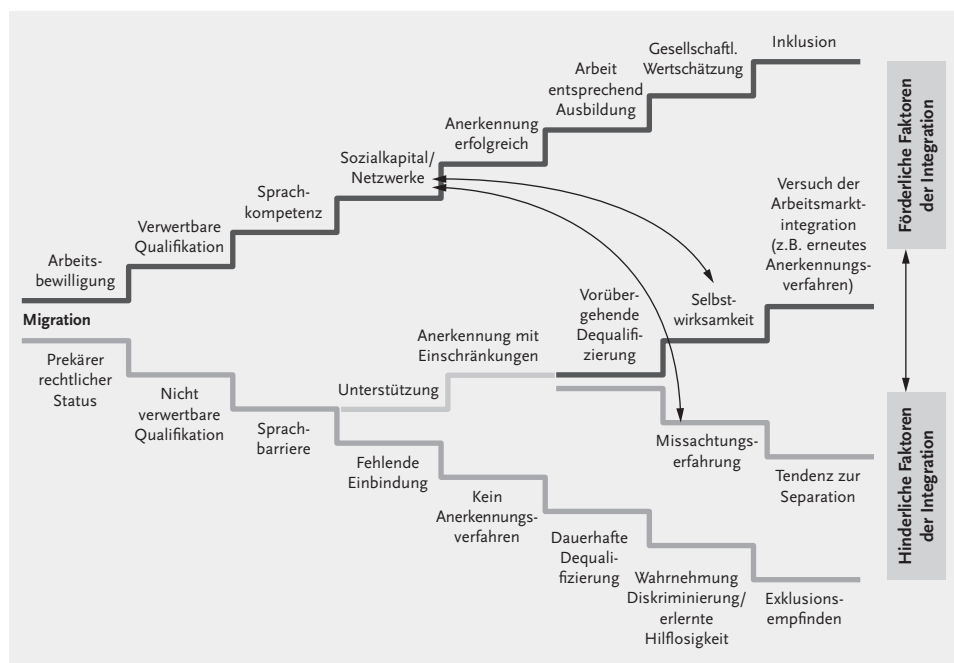 Inklusion
Gesellschaftl.
Wertschätzung
Arbeit
entsprechend
Ausbildung
Anerkennung
erfolgreich
Sozialkapital/
Netzwerke
Sprach-
kompetenz
Verwertbare
Qualifikation
Arbeits-
bewilligung
Migration
Prekärer
rechtlicher
Status
Nicht
verwertbare
Qualifikation
Sprach-
barriere
Unterstützung
Anerkennung mit
Einschränkungen
Vorüber-
gehende
Dequalifi-
zierung
Selbst-
wirksamkeit
Versuch der
Arbeitsmarkt-
integration
(z.B. erneutes
Anerkennungs-
verfahren)
Missachtungs-
erfahrung
Tendenz zur
Separation
Fehlende
Einbindung
Kein
Anerkennungs-
verfahren
Dauerhafte
Dequali-
fizierung
Wahrnehmung
Diskriminierung/
erlernte
Hilflosigkeit
Exklusions-
empfinden
Förderliche Faktoren
der Integration
Hinderliche Faktoren
der Integration